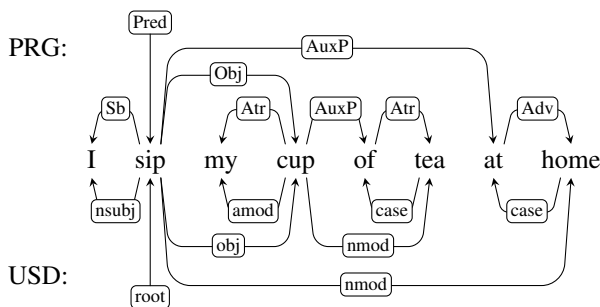 Pred
PRG: AuxP
Obj
Sb Atr AuxP Atr Adv
I sip my cup of tea at home
nsubj amod case case
obj nmod
USD: nmod
root